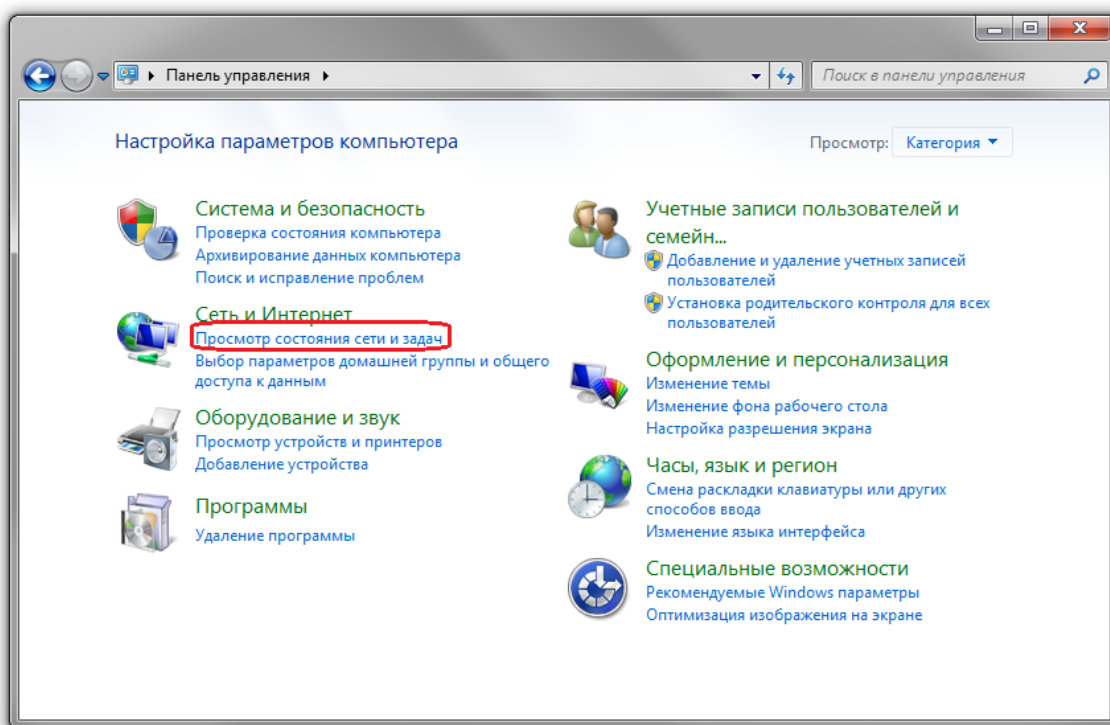 Панель управления
Поиск в панели управления
Настройка параметров компьютера
Просмотр: Категория
Система и безопасность
Проверка состояния компьютера
Архивирование данных компьютера
Поиск и исправление проблем
Сеть и Интернет
Просмотр состояния сети и задач
Выбор параметров домашней группы и общего
доступа к данным
Оборудование и звук
Просмотр устройств и принтеров
Добавление устройства
Программы
Удаление программы
Учетные записи пользователей и
семейн...
Добавление и удаление учетных записей
пользователей
Установка родительского контроля для всех
пользователей
Оформление и персонализация
Изменение темы
Изменение фона рабочего стола
Настройка разрешения экрана
Часы, язык и регион
Смена раскладки клавиатуры или других
способов ввода
Изменение языка интерфейса
Специальные возможности
Рекомендуемые Windows параметры
Оптимизация изображения на экране